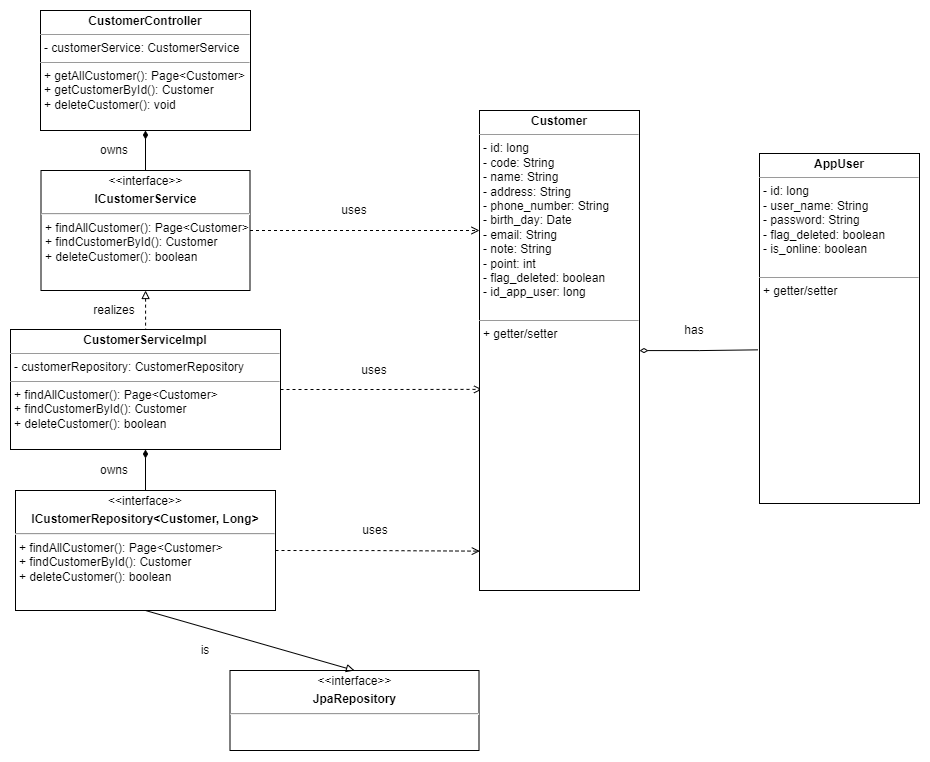 CustomerController
- customerService: CustomerService
+ getAllCustomer(): Page<Customer>
+ getCustomerById(): Customer
+ deleteCustomer(): void
owns
<<interface>>
ICustomerService
+ findAllCustomer(): Page<Customer>
+ findCustomerById(): Customer
+ deleteCustomer(): boolean
uses
realizes
CustomerServiceImpl
- customerRepository: CustomerRepository
+ findAllCustomer(): Page<Customer>
+ findCustomerById(): Customer
+ deleteCustomer(): boolean
uses
owns
<<interface>>
ICustomerRepository<Customer, Long>
+ findAllCustomer(): Page<Customer>
+ findCustomerById(): Customer
+ deleteCustomer(): boolean
uses
is
<<interface>>
JpaRepository
Customer
- id: long
- code: String
- name: String
- address: String
- phone_number: String
- birth_day: Date
- email: String
- note: String
- point: int
- flag_deleted: boolean
- id_app_user: long
+ getter/setter
has
AppUser
- id: long
- user_name: String
- password: String
- flag_deleted: boolean
- is_online: boolean
+ getter/setter